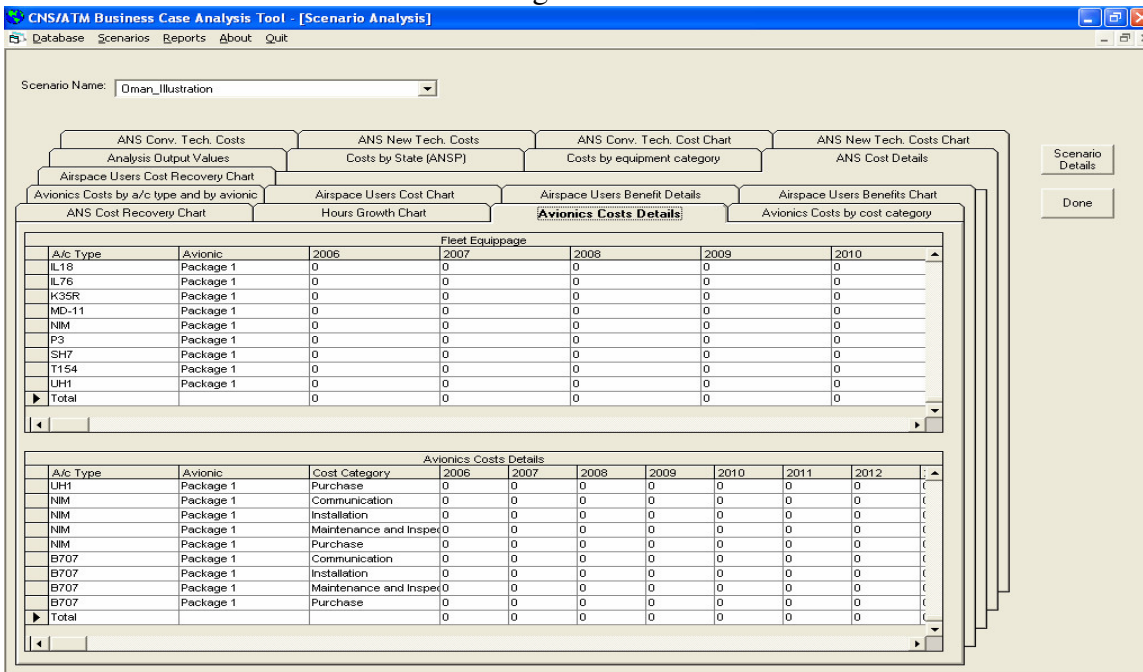 CNS/ATM Business Case Analysis Tool - [Scenario Analysis]
Database Scenarios Reports About Quit
Scenario Name: Oman_Illustration
ANS Conv. Tech. Costs ANS New Tech. Costs ANS Conv. Tech. Cost Chart ANS New Tech. Costs Chart
Analysis Output Values Costs by State (ANSP) Costs by equipment category ANS Cost Details
Scenario Details
Airspace Users Cost Recovery Chart
Avionics Costs by a/c type and by avionic Airspace Users Cost Chart Airspace Users Benefit Details Airspace Users Benefits Chart
Done
ANS Cost Recovery Chart Hours Growth Chart Avionics Costs Details Avionics Costs by cost category
Fleet Equippage
A/c Type Avionic 2006 2007 2008 2009 2010
IL18 Package 1 0 0 0 0 0
IL76 Package 1 0 0 0 0 0
K35R Package 1 0 0 0 0 0
MD-11 Package 1 0 0 0 0 0
NIM Package 1 0 0 0 0 0
P3 Package 1 0 0 0 0 0
SH7 Package 1 0 0 0 0 0
T154 Package 1 0 0 0 0 0
UH1 Package 1 0 0 0 0 0
Total 0 0 0 0 0
Avionics Costs Details
A/c Type Avionic Cost Category 2006 2007 2008 2009 2010 2011 2012
UH1 Package 1 Purchase 0 0 0 0 0 0 0
NIM Package 1 Communication 0 0 0 0 0 0 0
NIM Package 1 Installation 0 0 0 0 0 0 0
NIM Package 1 Maintenance and Inspec 0 0 0 0 0 0 0
NIM Package 1 Purchase 0 0 0 0 0 0 0
B707 Package 1 Communication 0 0 0 0 0 0 0
B707 Package 1 Installation 0 0 0 0 0 0 0
B707 Package 1 Maintenance and Inspec 0 0 0 0 0 0 0
B707 Package 1 Purchase 0 0 0 0 0 0 0
Total 0 0 0 0 0 0 0